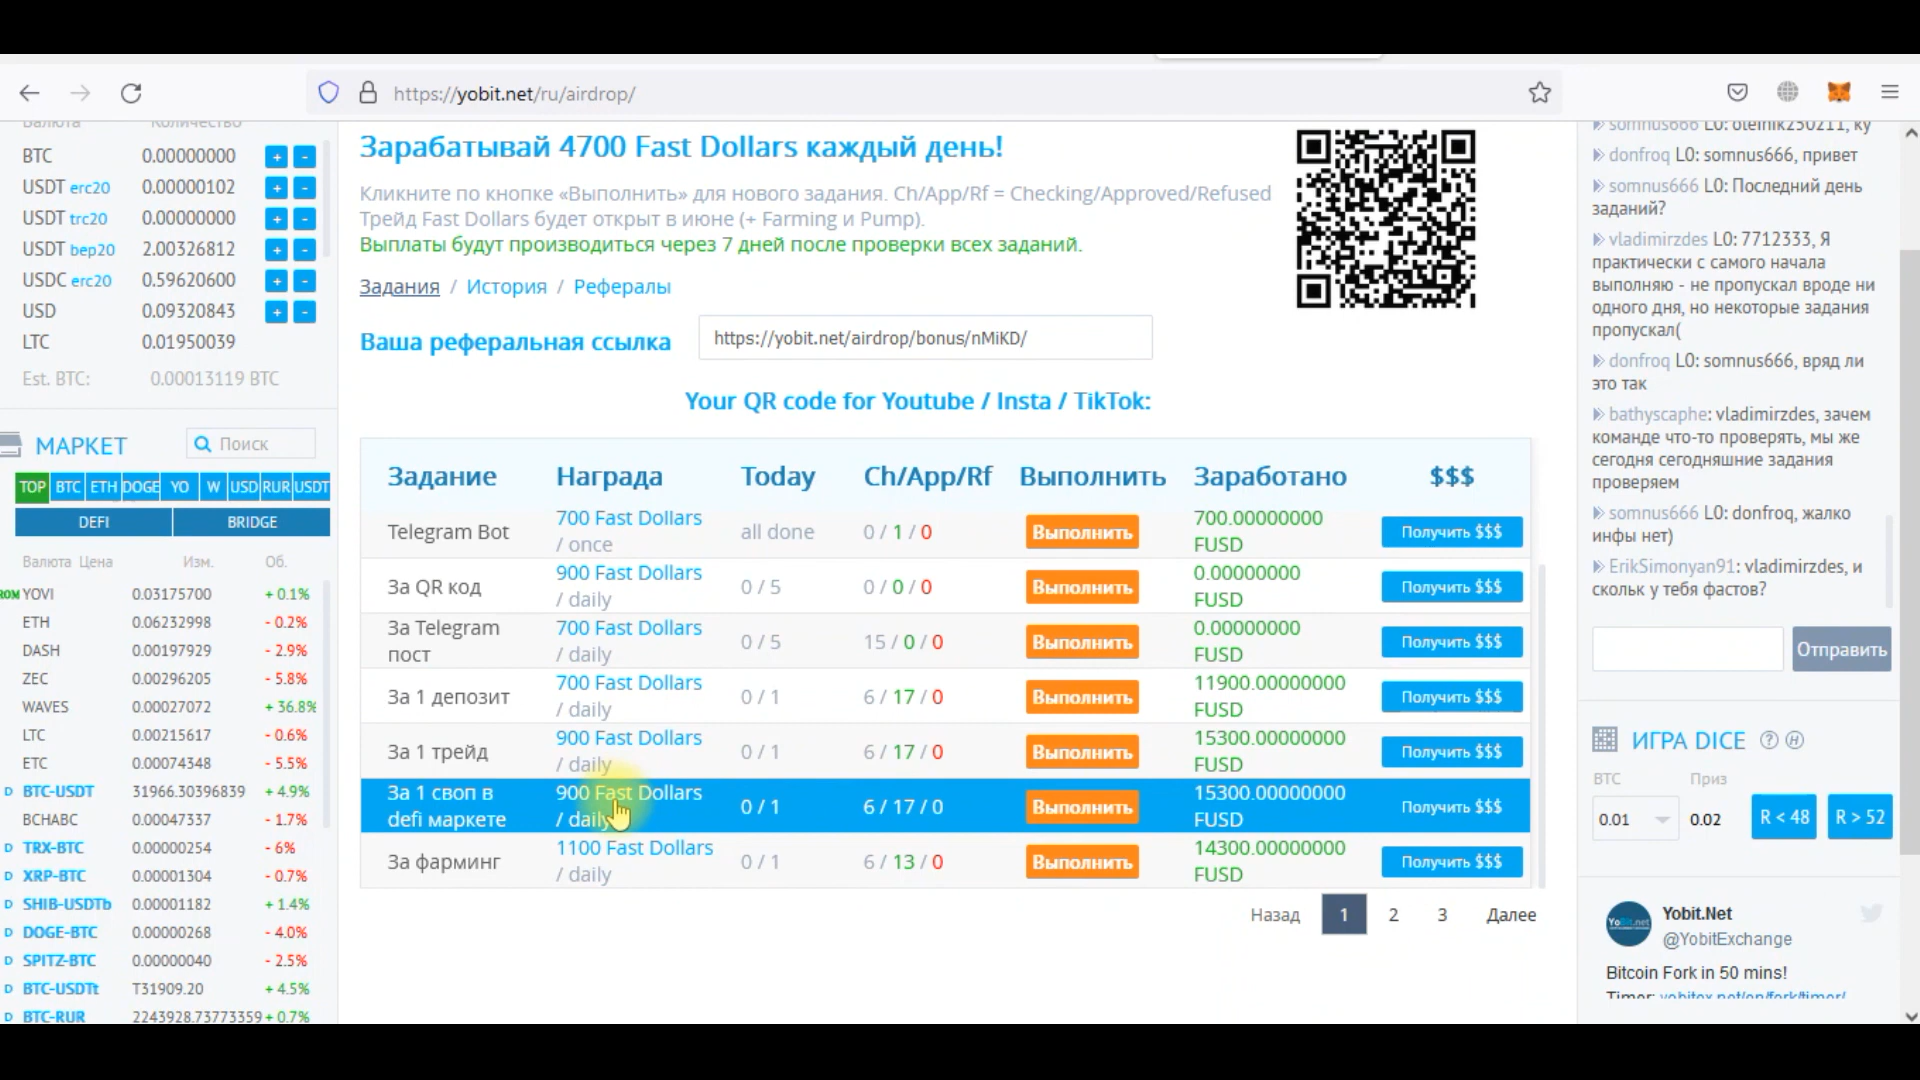 https://yobit.net/ru/airdrop/
Валюта Количество
BTC 0.00000000 + -
USDT erc20 0.00000102 + -
USDT trc20 0.00000000 + -
USDT bep20 2.00326812 + -
USDC erc20 0.59620600 + -
USD 0.09320843 + -
LTC 0.01950039
Est. BTC: 0.00013119 BTC
МАРКЕТ Поиск
TOP BTC ETH DOGE YO W USD RUR USDT
DEFI BRIDGE
Валюта Цена Изм. Об.
YOVI 0.03175700 + 0.1%
ETH 0.06232998 - 0.2%
DASH 0.00197929 - 2.9%
ZEC 0.00296205 - 5.8%
WAVES 0.00027072 + 36.8%
LTC 0.00215617 - 0.6%
ETC 0.00074348 - 5.5%
D BTC-USDT 31966.30396839 + 4.9%
BCHABC 0.00047337 - 1.7%
D TRX-BTC 0.00000254 - 6%
D XRP-BTC 0.00001304 - 0.7%
D SHIB-USDTb 0.00001182 + 1.4%
D DOGE-BTC 0.00000268 - 4.0%
D SPITZ-BTC 0.00000040 - 2.5%
D BTC-USDTt T31909.20 + 4.5%
D BTC-RUR 2243928.73773359 + 0.7%
Зарабатывай 4700 Fast Dollars каждый день!
Кликните по кнопке «Выполнить» для нового задания. Ch/App/Rf = Checking/Approved/Refused
Трейд Fast Dollars будет открыт в июне (+ Farming и Pump).
Выплаты будут производиться через 7 дней после проверки всех заданий.
Задания / История / Рефералы
Ваша реферальная ссылка https://yobit.net/airdrop/bonus/nMiKD/
Your QR code for Youtube / Insta / TikTok:
Задание Награда Today Ch/App/Rf Выполнить Заработано $$$
Telegram Bot 700 Fast Dollars / once all done 0 / 1 / 0 Выполнить 700.00000000 FUSD Получить $$$
За QR код 900 Fast Dollars / daily 0 / 5 0 / 0 / 0 Выполнить 0.00000000 FUSD Получить $$$
За Telegram пост 700 Fast Dollars / daily 0 / 5 15 / 0 / 0 Выполнить 0.00000000 FUSD Получить $$$
За 1 депозит 700 Fast Dollars / daily 0 / 1 6 / 17 / 0 Выполнить 11900.00000000 FUSD Получить $$$
За 1 трейд 900 Fast Dollars / daily 0 / 1 6 / 17 / 0 Выполнить 15300.00000000 FUSD Получить $$$
За 1 своп в defi маркете 900 Fast Dollars / daily 0 / 1 6 / 17 / 0 Выполнить 15300.00000000 FUSD Получить $$$
За фарминг 1100 Fast Dollars / daily 0 / 1 6 / 13 / 0 Выполнить 14300.00000000 FUSD Получить $$$
Назад 1 2 3 Далее
somnus666 L0: oleinik230211, ку
donfroq L0: somnus666, привет
somnus666 L0: Последний день
заданий?
vladimirzdes L0: 7712333, Я
практически с самого начала
выполняю - не пропускал вроде ни
одного дня, но некоторые задания
пропускал(
donfroq L0: somnus666, вряд ли
это так
bathyscaphe: vladimirzdes, зачем
команде что-то проверять, мы же
сегодня сегодняшние задания
проверяем
somnus666 L0: donfroq, жалко
инфы нет)
ErikSimonyan91: vladimirzdes, и
скольк у тебя фастов?
Отправить
ИГРА DICE ? H
BTC Приз
0.01 0.02 R < 48 R > 52
Yobit.Net
@YobitExchange
Bitcoin Fork in 50 mins!
Timer: yobitex.net/en/fork/timer/